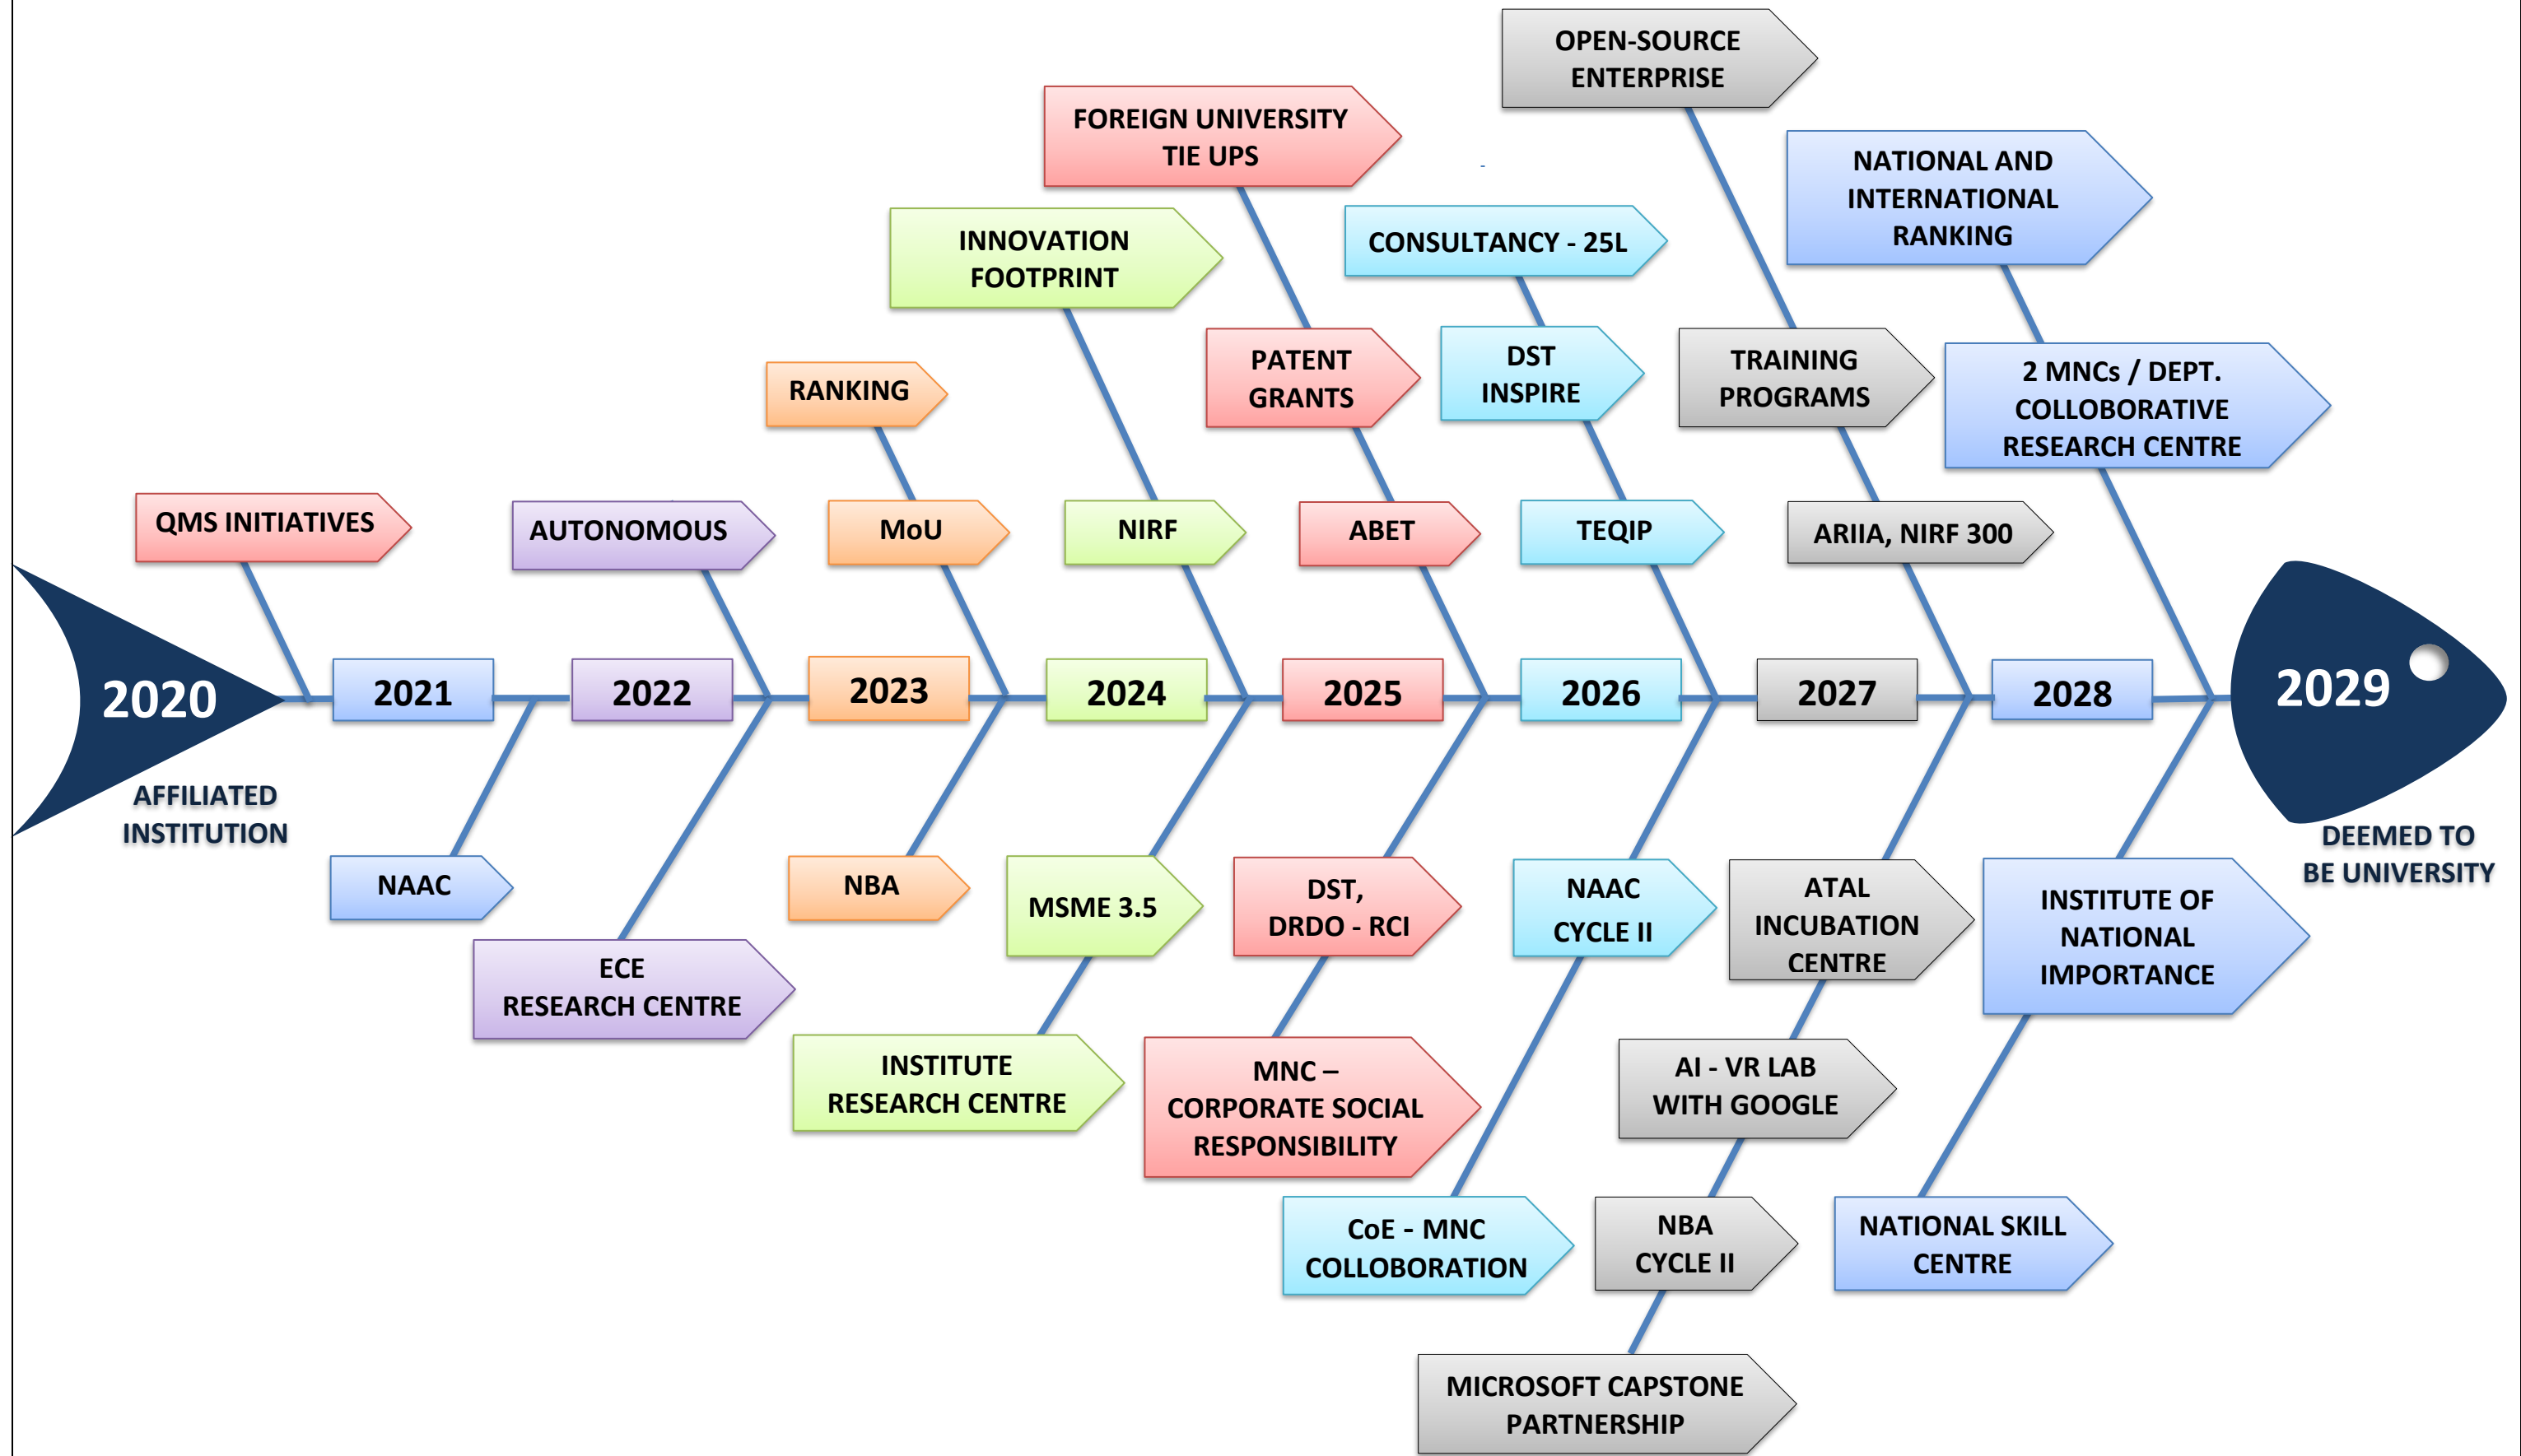 OPEN-SOURCE
ENTERPRISE
FOREIGN UNIVERSITY
TIE UPS
NATIONAL AND
INTERNATIONAL
RANKING
INNOVATION
FOOTPRINT
CONSULTANCY - 25L
RANKING
PATENT
GRANTS
DST
INSPIRE
TRAINING
PROGRAMS
2 MNCs / DEPT.
COLLOBORATIVE
RESEARCH CENTRE
QMS INITIATIVES
AUTONOMOUS
MoU
NIRF
ABET
TEQIP
ARIIA, NIRF 300
2020
2021
2022
2023
2024
2025
2026
2027
2028
2029
AFFILIATED
INSTITUTION
DEEMED TO
BE UNIVERSITY
NAAC
NBA
MSME 3.5
DST,
DRDO - RCI
NAAC
CYCLE II
ATAL
INCUBATION
CENTRE
INSTITUTE OF
NATIONAL
IMPORTANCE
ECE
RESEARCH CENTRE
INSTITUTE
RESEARCH CENTRE
MNC –
CORPORATE SOCIAL
RESPONSIBILITY
AI - VR LAB
WITH GOOGLE
CoE - MNC
COLLOBORATION
NBA
CYCLE II
NATIONAL SKILL
CENTRE
MICROSOFT CAPSTONE
PARTNERSHIP